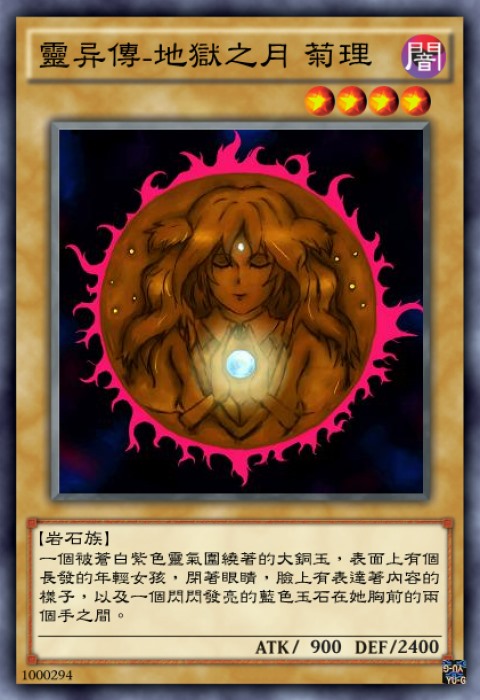 靈异傳-地獄之月 菊理
闇
【岩石族】
一個被蒼白紫色靈氣圍繞著的大銅玉，表面上有個
長發的年輕女孩，閉著眼睛，臉上有表達著內容的
樣子，以及一個閃閃發亮的藍色玉石在她胸前的兩
個手之間。
ATK/ 900 DEF/2400
1000294